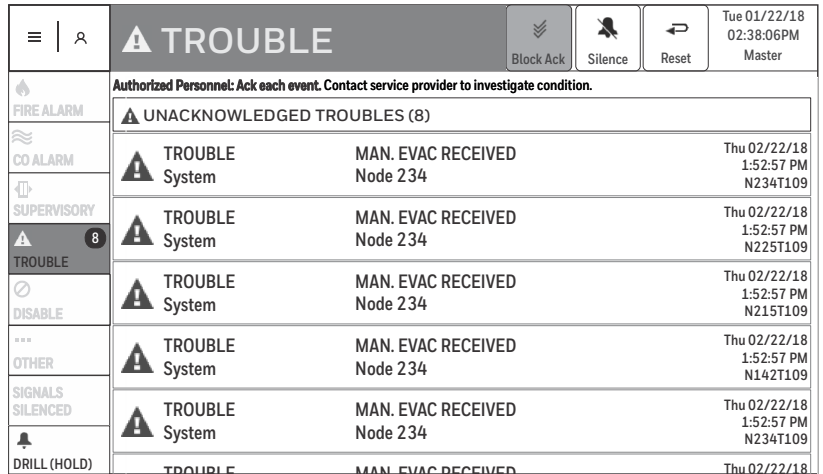 TROUBLE
Block Ack
Silence
Reset
Tue 01/22/18
02:38:06PM
Master
FIRE ALARM
CO ALARM
SUPERVISORY
8
TROUBLE
DISABLE
OTHER
SIGNALS
SILENCED
DRILL (HOLD)
Authorized Personnel: Ack each event. Contact service provider to investigate condition.
UNACKNOWLEDGED TROUBLES (8)
TROUBLE MAN. EVAC RECEIVED Thu 02/22/18
System Node 234 1:52:57 PM
N234T109
TROUBLE MAN. EVAC RECEIVED Thu 02/22/18
System Node 234 1:52:57 PM
N225T109
TROUBLE MAN. EVAC RECEIVED Thu 02/22/18
System Node 234 1:52:57 PM
N215T109
TROUBLE MAN. EVAC RECEIVED Thu 02/22/18
System Node 234 1:52:57 PM
N142T109
TROUBLE MAN. EVAC RECEIVED Thu 02/22/18
System Node 234 1:52:57 PM
N234T109
TROUBLE MAN. EVAC RECEIVED Thu 02/22/18